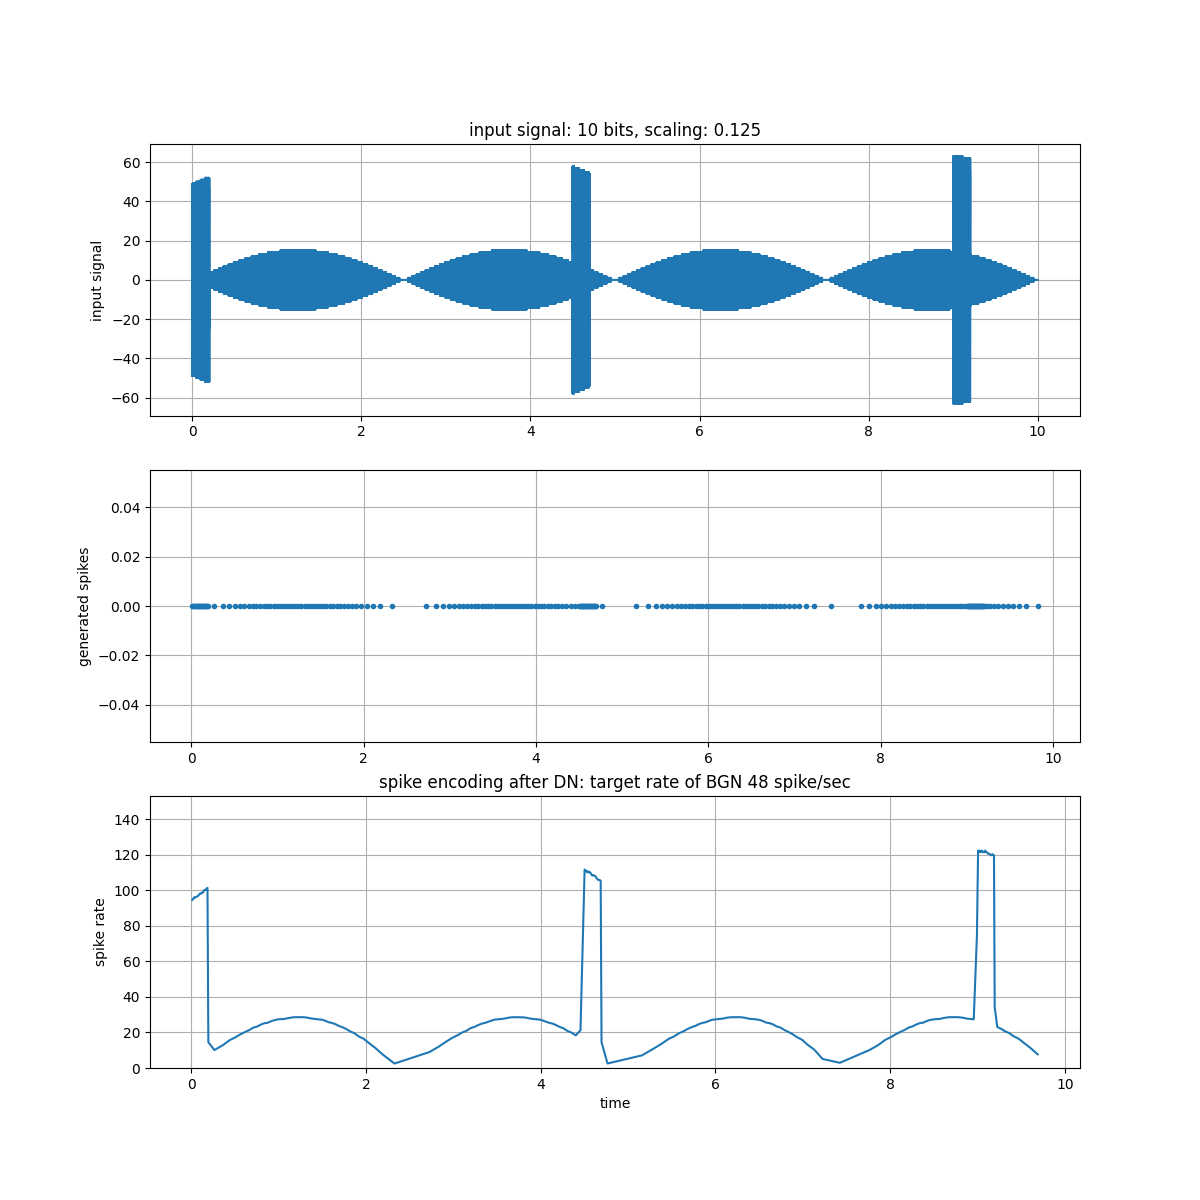 input signal: 10 bits, scaling: 0.125
60
40
20
0
−20
−40
−60
input signal
0 2 4 6 8 10
0.04
0.02
0.00
−0.02
−0.04
generated spikes
0 2 4 6 8 10
spike encoding after DN: target rate of BGN 48 spike/sec
140
120
100
80
60
40
20
0
spike rate
0 2 4 6 8 10
time